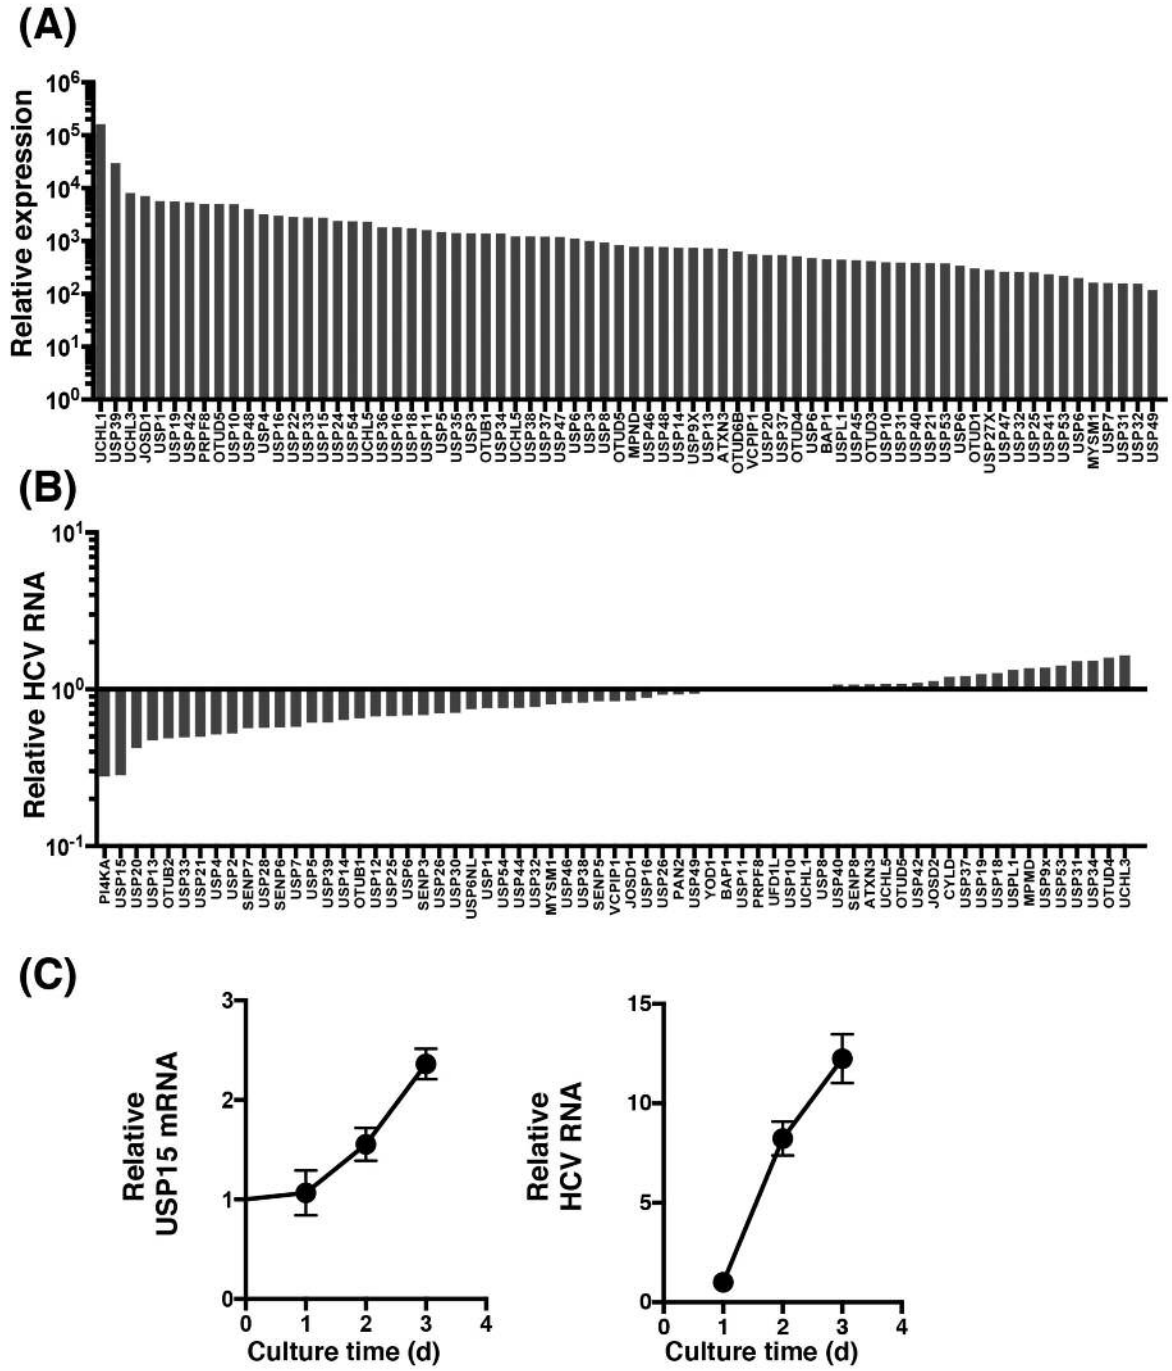 (A)
Relative expression
10⁶
10⁵
10⁴
10³
10²
10¹
10⁰
UCHL1
USP39
UCHL3
JOSD1
USP1
USP19
USP42
PRPF8
OTUD5
USP10
USP48
USP4
USP16
USP22
USP33
USP15
USP24
USP54
UCHL5
USP36
USP16
USP18
USP11
USP5
USP35
USP3
OTUB1
USP34
UCHL5
USP38
USP37
USP47
USP6
USP3
USP8
OTUD5
MPND
USP46
USP48
USP14
USP9X
USP13
ATXN3
OTUD6B
VCPIP1
USP20
USP37
OTUD4
USP6
BAP1
USPL1
USP45
OTUD3
USP10
USP31
USP40
USP21
USP53
USP6
OTUD1
USP27X
USP47
USP32
USP25
USP41
USP53
USP6
MYSM1
USP7
USP31
USP32
USP49
(B)
Relative HCV RNA
10¹
10⁰
10⁻¹
PI4KA
USP15
USP20
USP13
OTUB2
USP33
USP21
USP4
USP2
SENP7
USP28
SENP6
USP7
USP5
USP39
USP14
OTUB1
USP12
USP25
USP6
SENP3
USP26
USP30
USP6NL
USP1
USP54
USP44
USP32
MYSM1
USP46
USP38
SENP5
VCPIP1
JOSD1
USP16
USP26
PAN2
USP49
YOD1
BAP1
USP11
PRPF8
UFD1L
USP10
UCHL1
USP8
USP40
SENP8
ATXN3
UCHL5
OTUD5
USP42
JOSD2
CYLD
USP37
USP19
USP18
USPL1
MPMD
USP9x
USP53
USP31
USP34
OTUD4
UCHL3
(C)
Relative
USP15 mRNA
3
2
1
0
0 1 2 3 4
Culture time (d)
Relative
HCV RNA
15
10
5
0
0 1 2 3 4
Culture time (d)